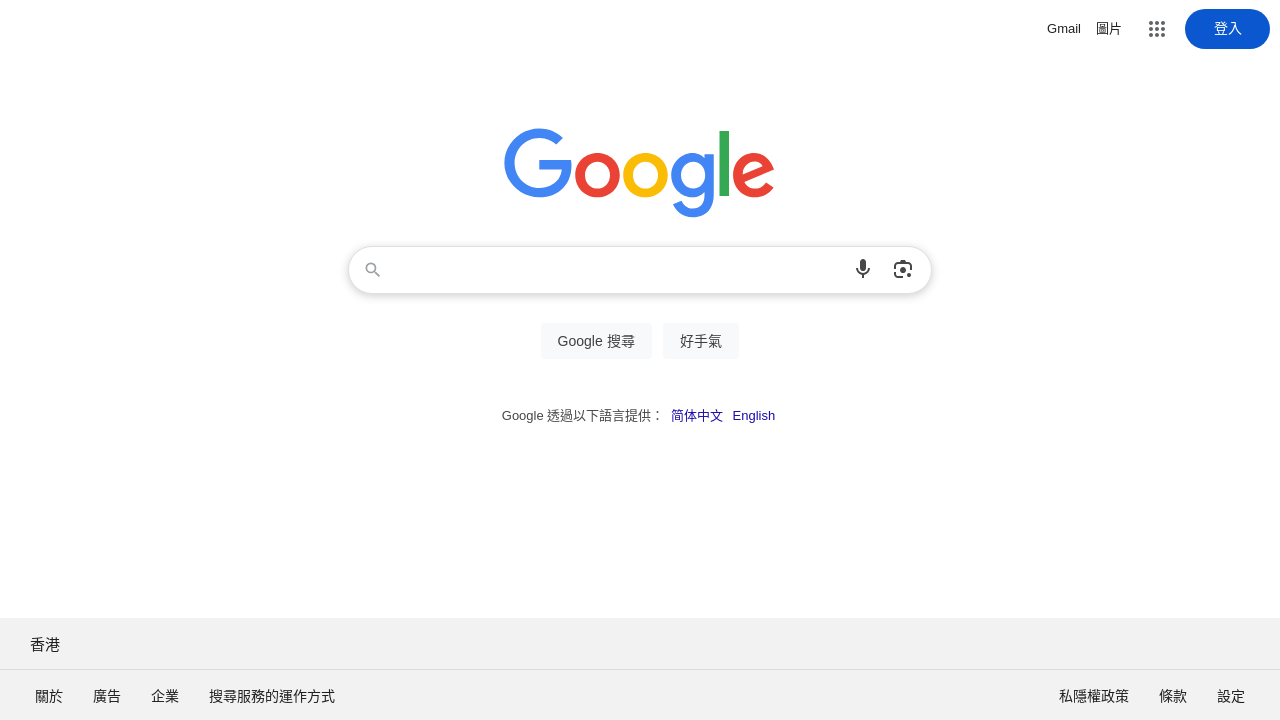 Gmail 圖片 登入
Google
Google 搜尋 好手氣
Google 透過以下語言提供： 简体中文 English
香港
關於 廣告 企業 搜尋服務的運作方式 私隱權政策 條款 設定